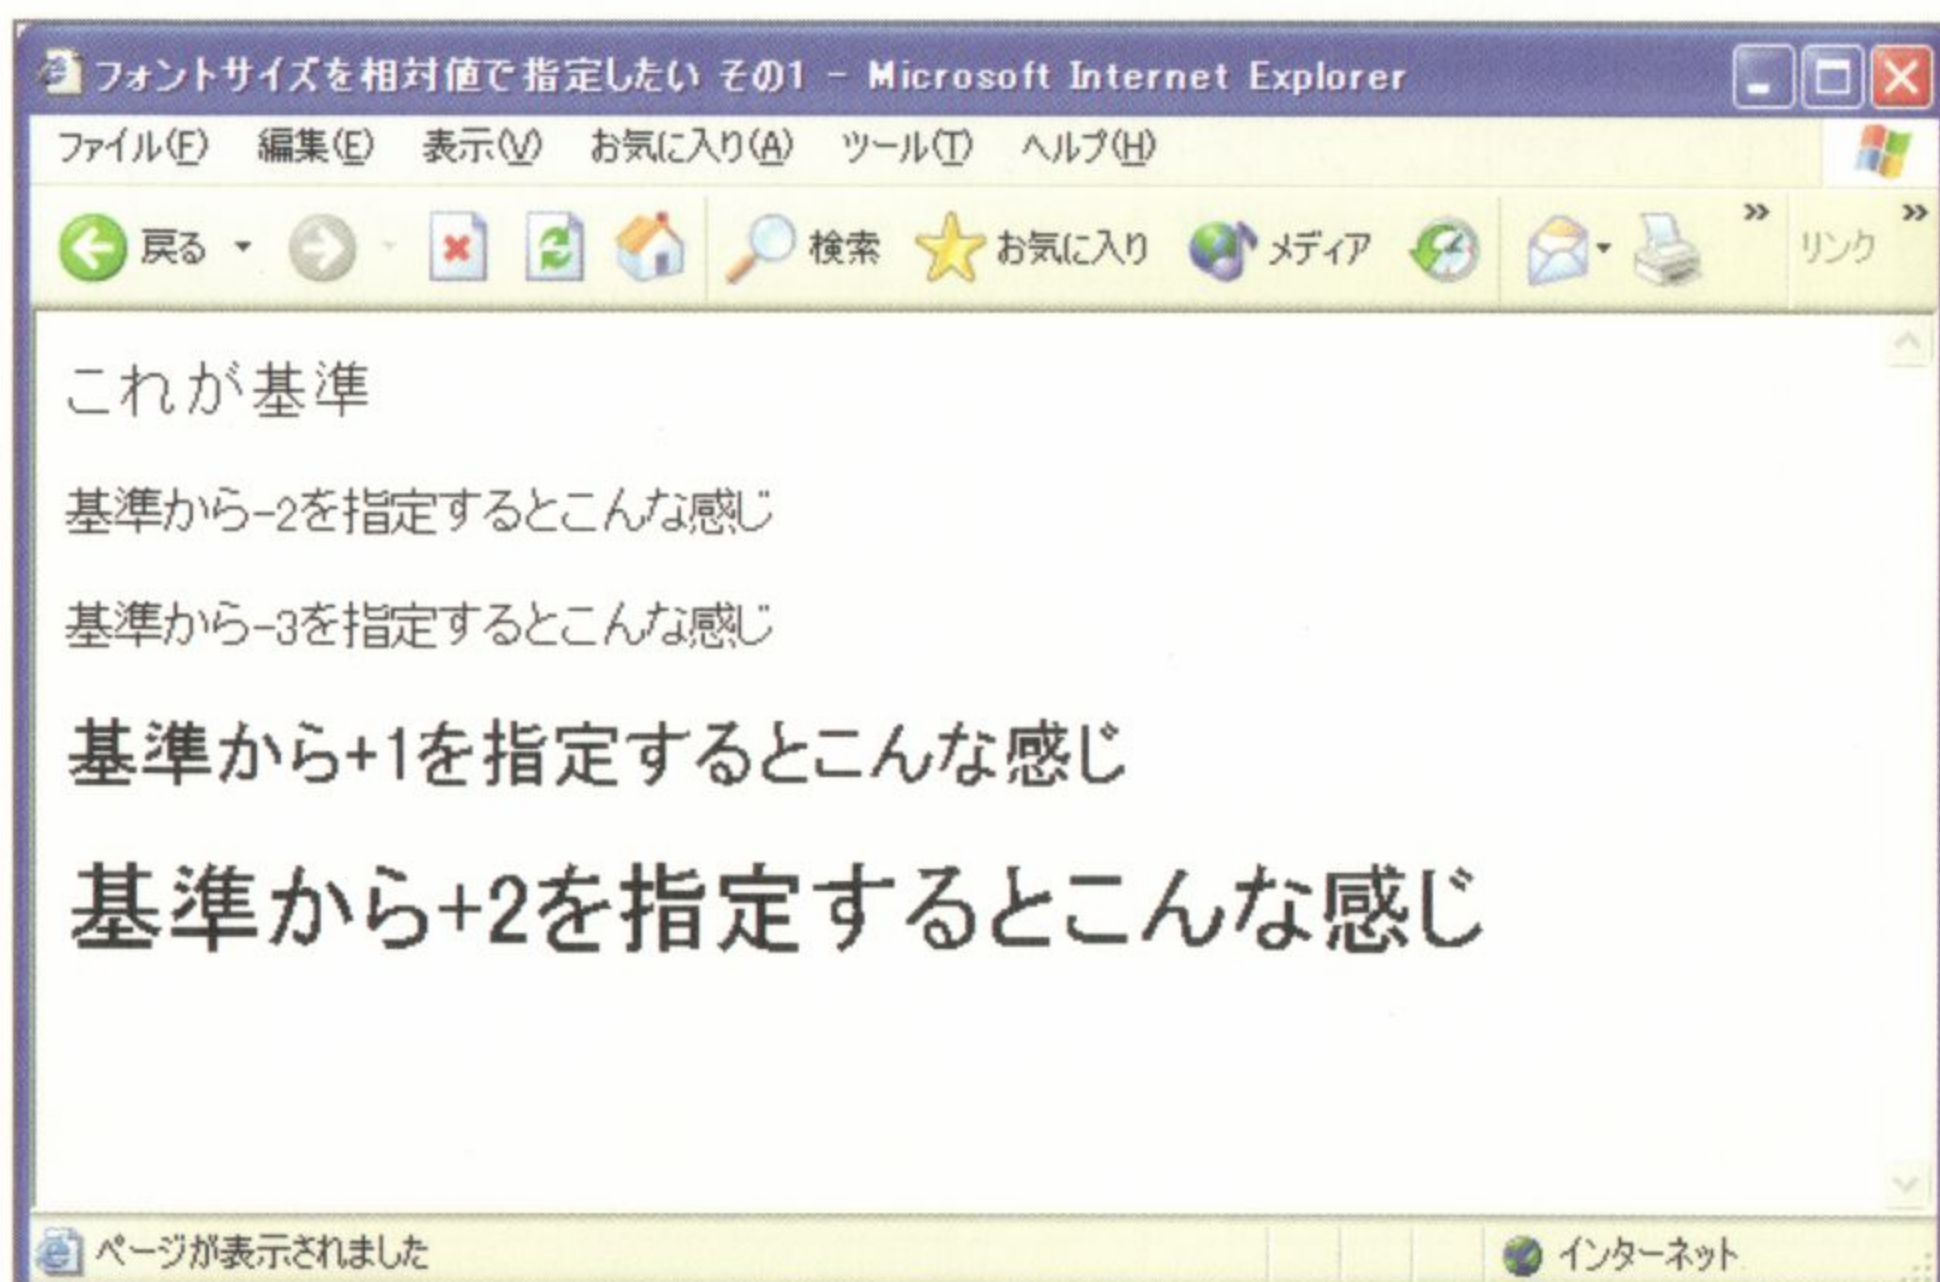 フォントサイズを相対値で指定したい その1 - Microsoft Internet Explorer
ファイル(F) 編集(E) 表示(V) お気に入り(A) ツール(T) ヘルプ(H)
戻る 検索 お気に入り メディア » リンク »
これが基準
基準から-2を指定するとこんな感じ
基準から-3を指定するとこんな感じ
基準から+1を指定するとこんな感じ
基準から+2を指定するとこんな感じ
ページが表示されました インターネット